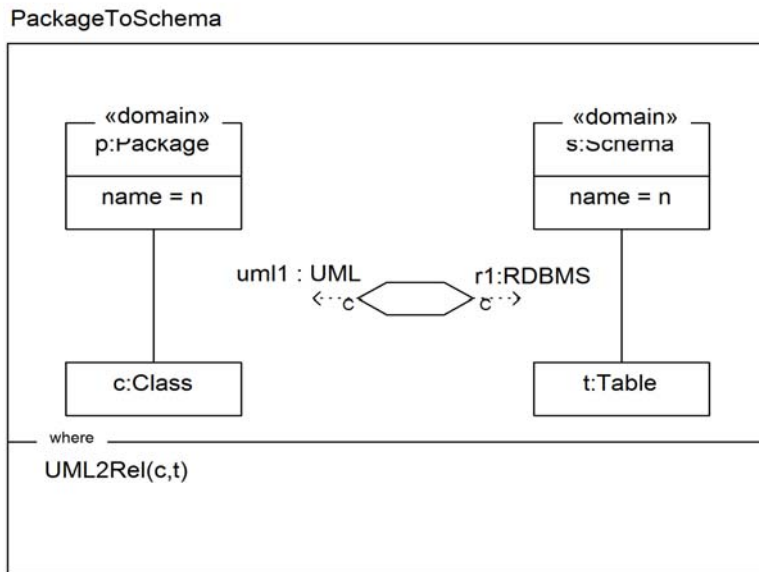 PackageToSchema
«domain»
p:Package
name = n
«domain»
s:Schema
name = n
uml1 : UML
r1:RDBMS
c
c
c:Class
t:Table
where
UML2Rel(c,t)